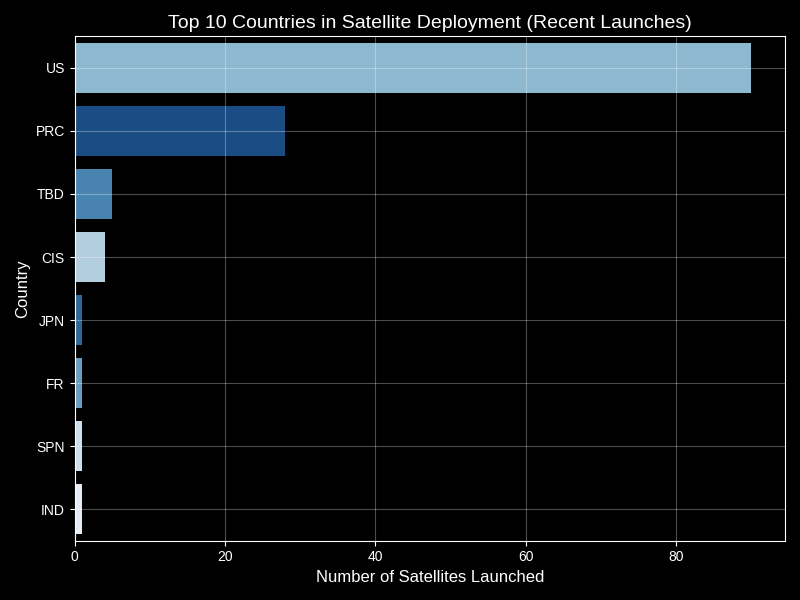 Top 10 Countries in Satellite Deployment (Recent Launches)
US
PRC
TBD
CIS
JPN
FR
SPN
IND
Country
0 20 40 60 80
Number of Satellites Launched